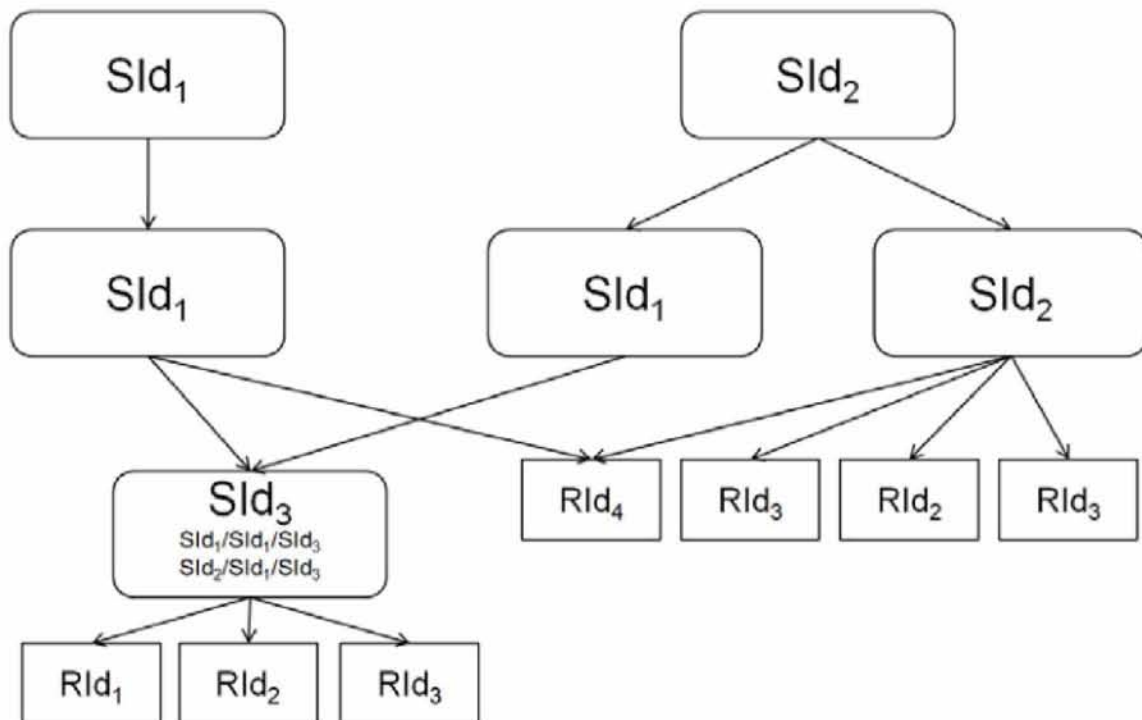 SId₁
SId₂
SId₁
SId₁
SId₂
SId₃
SId₁/SId₁/SId₃
SId₂/SId₁/SId₃
RId₄
RId₃
RId₂
RId₃
RId₁
RId₂
RId₃